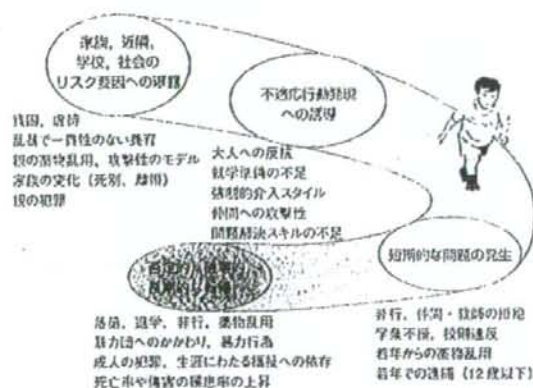 家族、近隣、
学校、社会の
リスク要因への曝露
貧困、虐待
乱暴で一貫性のない養育
親の薬物乱用、攻撃性のモデル
家族の変化（死別、離婚）
親の犯罪
不適応行動発現
への誘導
大人への反抗
就学準備の不足
強制的介入スタイル
仲間への攻撃性
問題解決スキルの不足
短期的な問題の発生
非行、仲間・教師の拒絶
学業不振、校則違反
若年からの薬物乱用
若年での逮捕（12歳以下）
落第、退学、非行、薬物乱用
暴力団へのかかわり、暴力行為
成人の犯罪、生涯にわたる福祉への依存
死亡率や傷害の罹患率の上昇